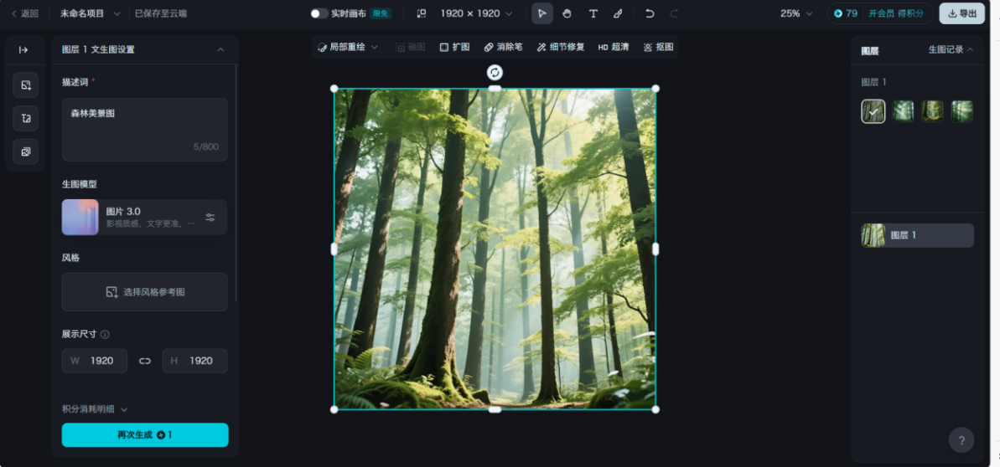 返回
未命名项目
已保存至云端
实时画布 限免
1920 × 1920
T
25%
79 开会员 得积分
导出
图层 1 文生图设置
局部重绘
融图
扩图
消除笔
细节修复
HD 超清
抠图
图层
生图记录
描述词 *
图层 1
森林美景图
5/800
生图模型
图片 3.0
影视质感,文字更准,…
图层 1
风格
选择风格参考图
展示尺寸
W 1920
H 1920
积分消耗明细
再次生成 1
?